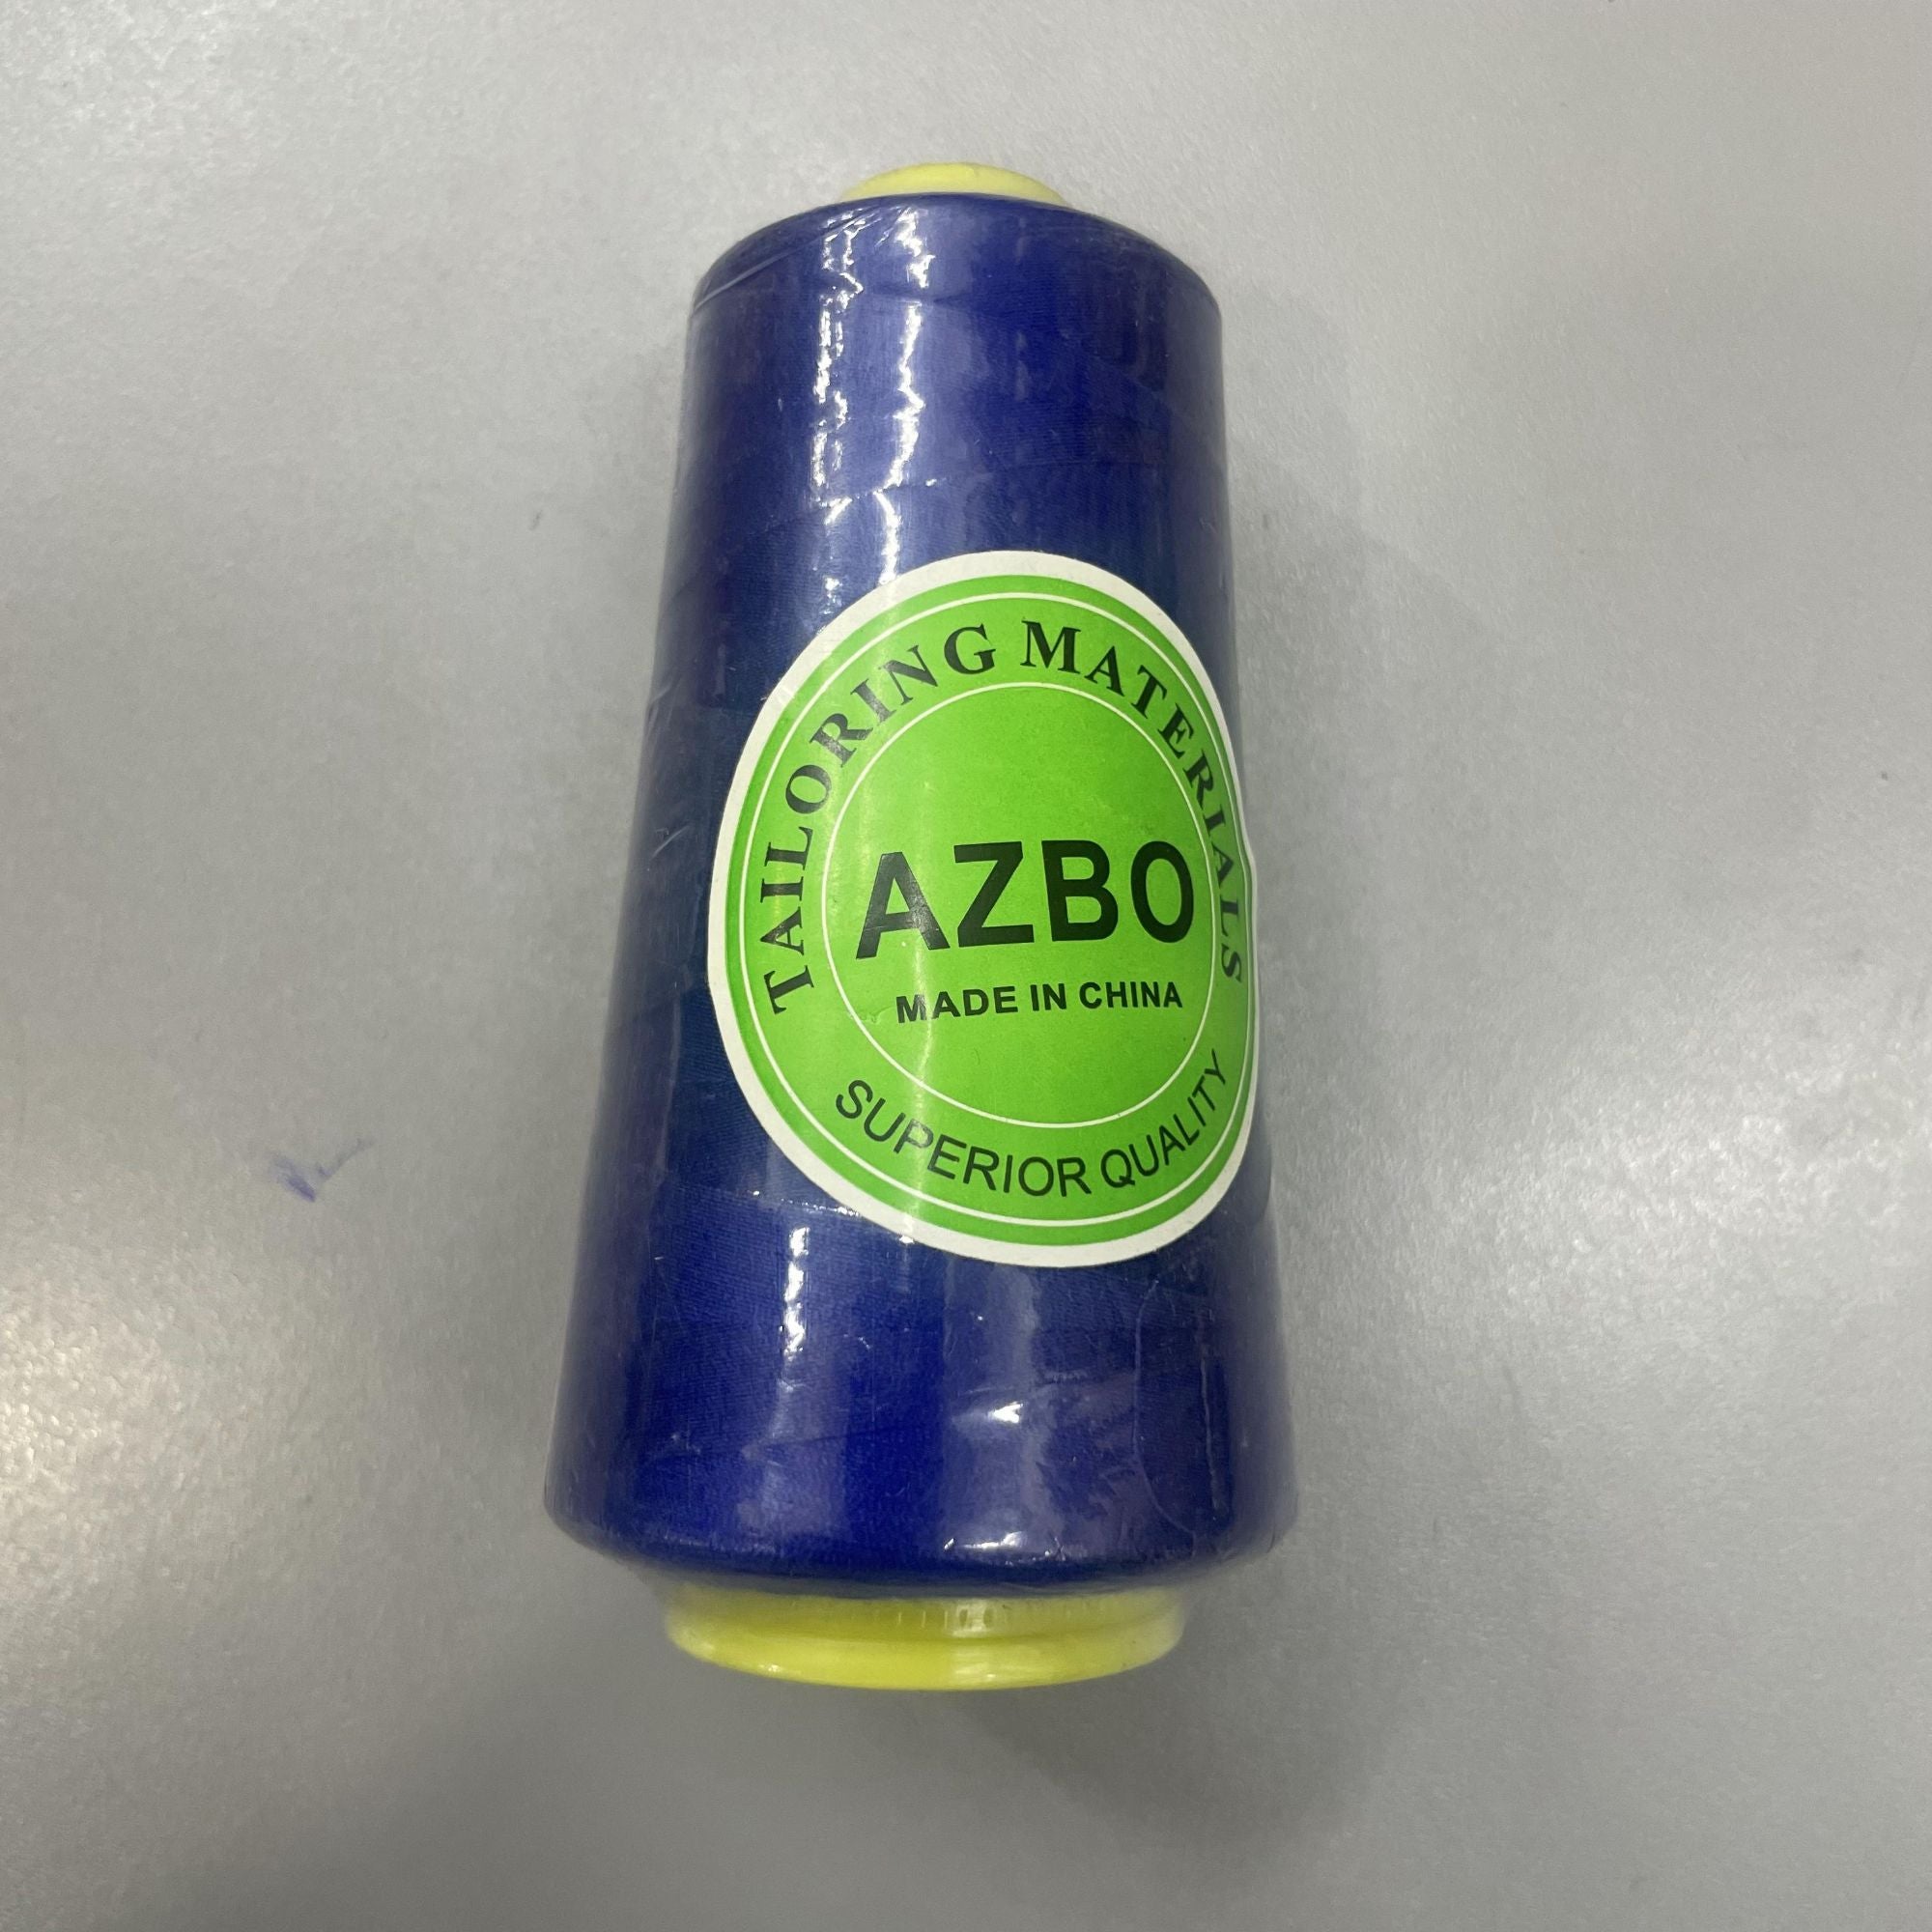 TAILORING MATERIALS
AZBO
MADE IN CHINA
SUPERIOR QUALITY